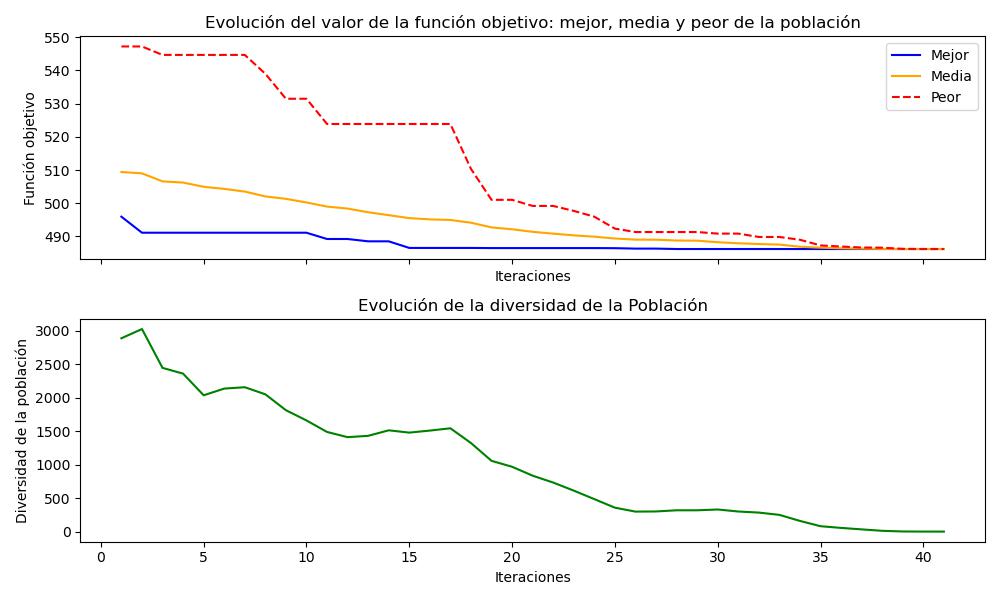 Evolución del valor de la función objetivo: mejor, media y peor de la población
550
540
530
520
510
500
490
Función objetivo
Mejor
Media
Peor
Iteraciones
Evolución de la diversidad de la Población
3000
2500
2000
1500
1000
500
0
Diversidad de la población
0 5 10 15 20 25 30 35 40
Iteraciones